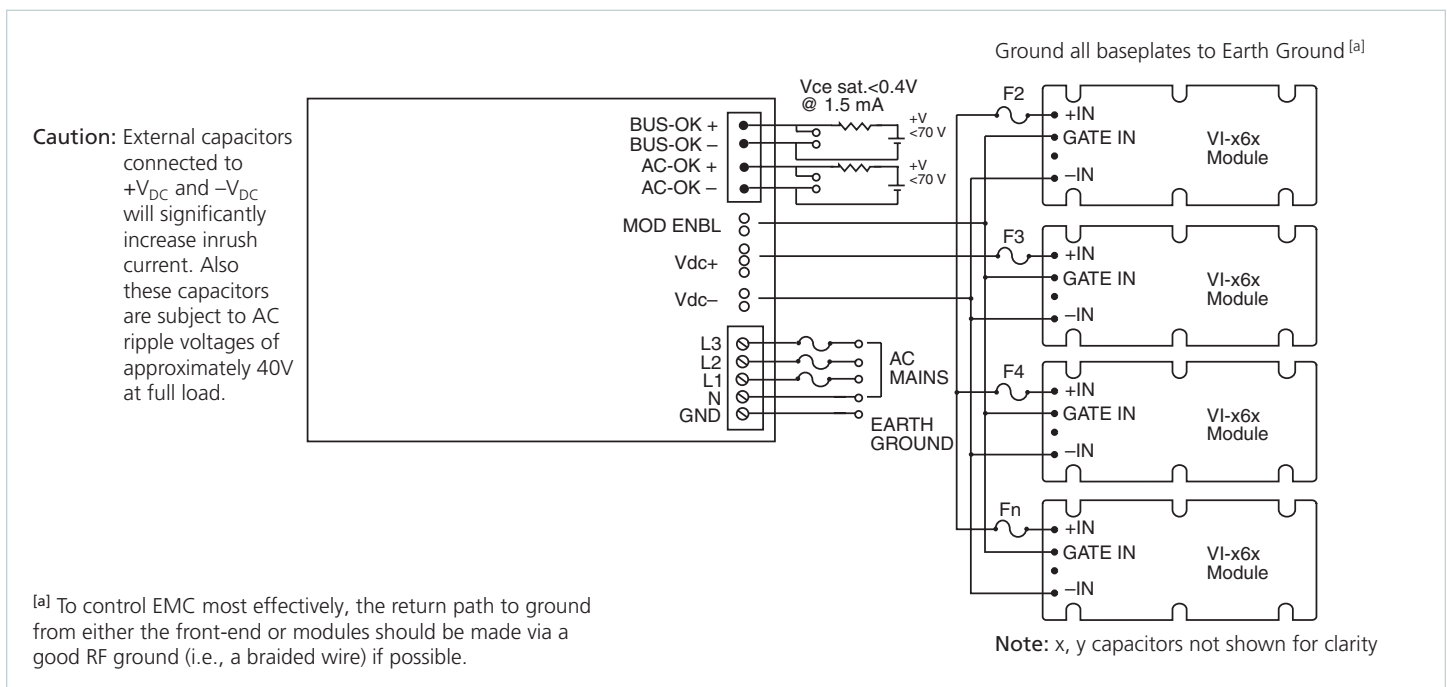 Ground all baseplates to Earth Ground [a]
Caution: External capacitors
connected to
+VDC and –VDC
will significantly
increase inrush
current. Also
these capacitors
are subject to AC
ripple voltages of
approximately 40V
at full load.
Vce sat.<0.4V
@ 1.5 mA
BUS-OK +
BUS-OK –
AC-OK +
AC-OK –
+V
<70 V
+V
<70 V
MOD ENBL
Vdc+
Vdc–
L3
L2
L1
N
GND
AC
MAINS
EARTH
GROUND
F2
+IN
GATE IN
–IN
VI-x6x
Module
F3
+IN
GATE IN
–IN
VI-x6x
Module
F4
+IN
GATE IN
–IN
VI-x6x
Module
Fn
+IN
GATE IN
–IN
VI-x6x
Module
[a] To control EMC most effectively, the return path to ground
from either the front-end or modules should be made via a
good RF ground (i.e., a braided wire) if possible.
Note: x, y capacitors not shown for clarity